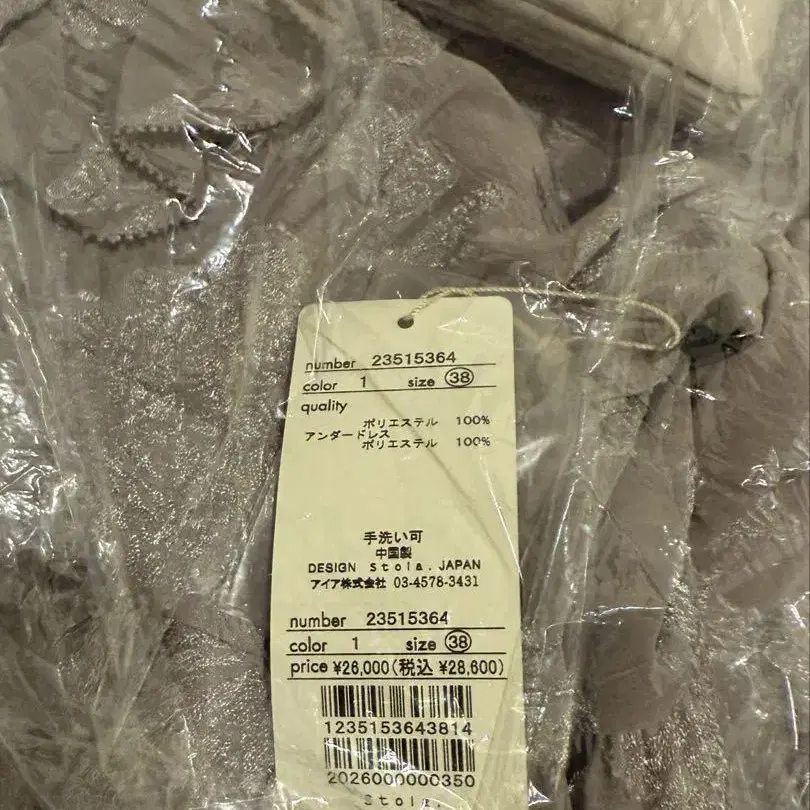 number 23515364
color 1 size 38
quality
ポリエステル 100%
アンダードレス
ポリエステル 100%
手洗い可
中国製
DESIGN Stola. JAPAN
アイア株式会社 03-4578-3431
number 23515364
color 1 size 38
price ¥26,000(税込 ¥28,600)
1235153643814
2026000000350
Stola.